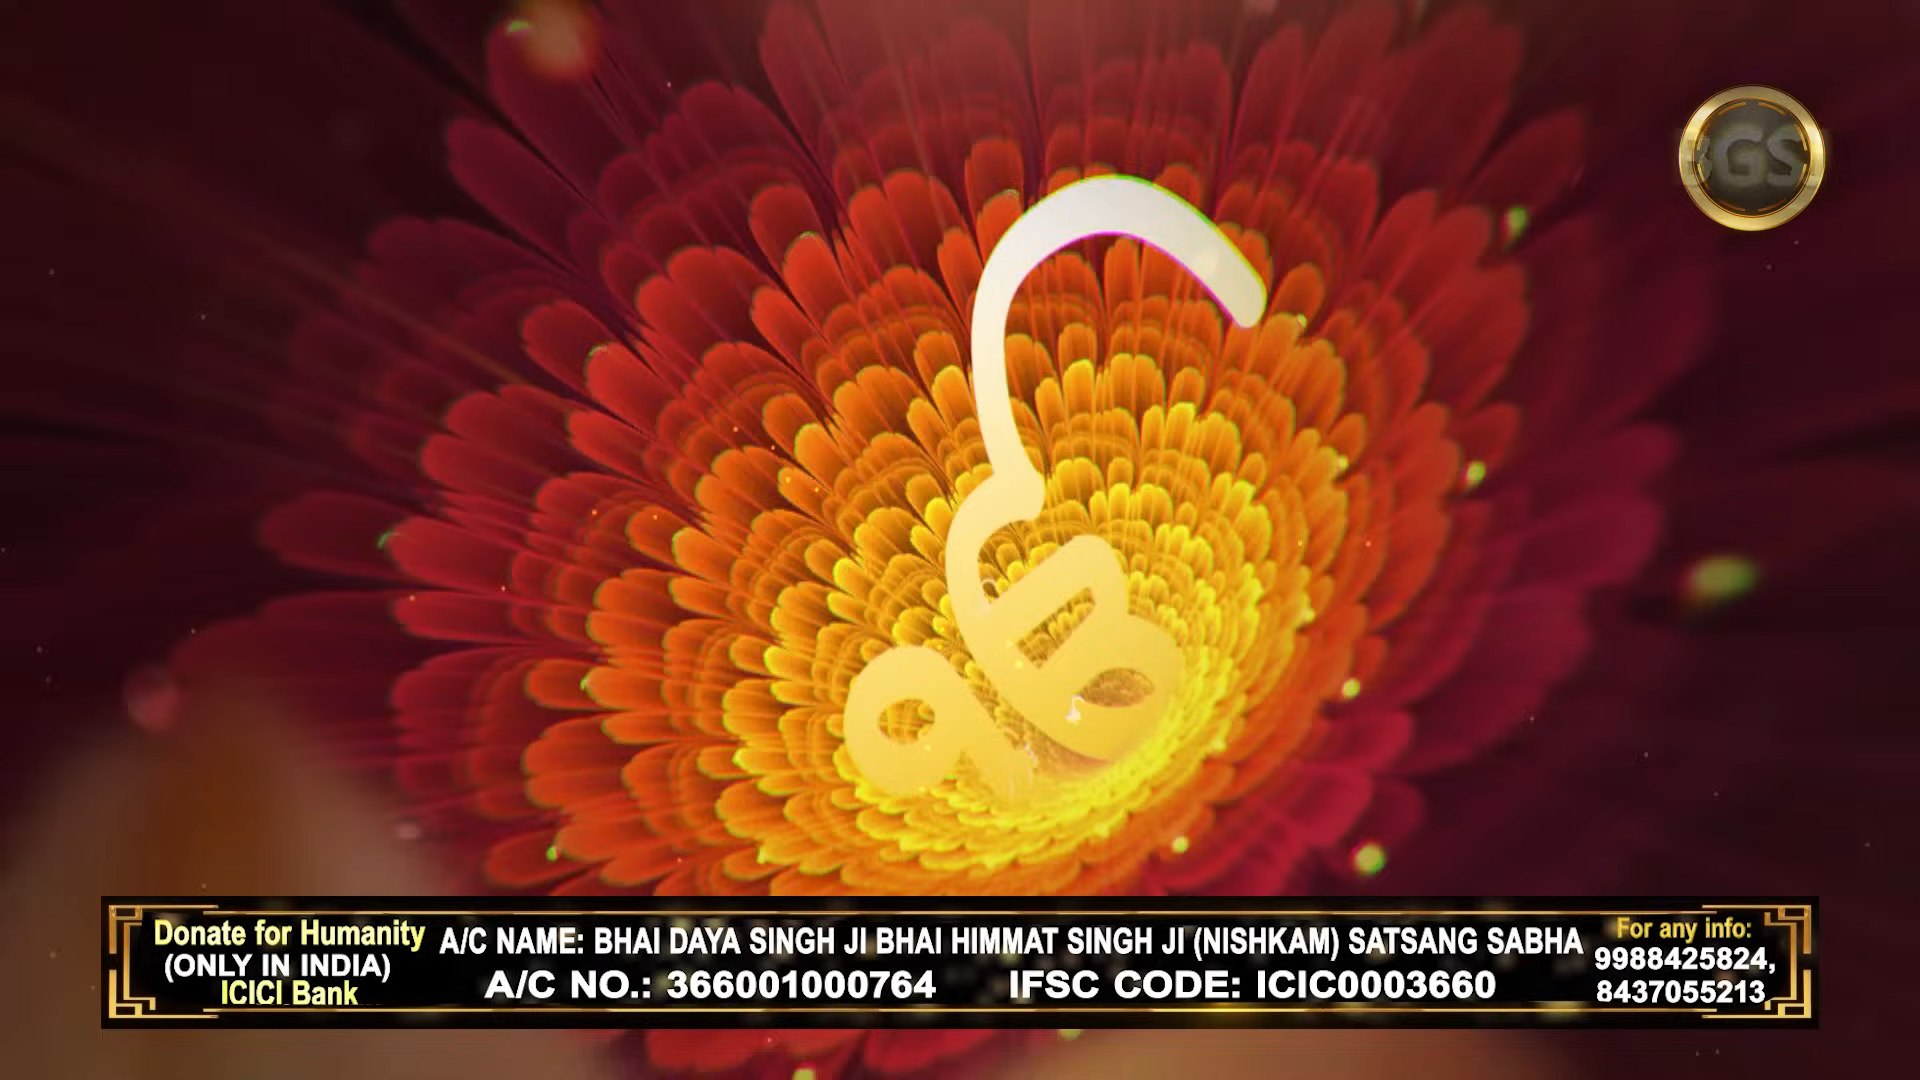 BGS
ੴ
Donate for Humanity
(ONLY IN INDIA)
ICICI Bank
A/C NAME: BHAI DAYA SINGH JI BHAI HIMMAT SINGH JI (NISHKAM) SATSANG SABHA
A/C NO.: 366001000764 IFSC CODE: ICIC0003660
For any info:
9988425824,
8437055213,